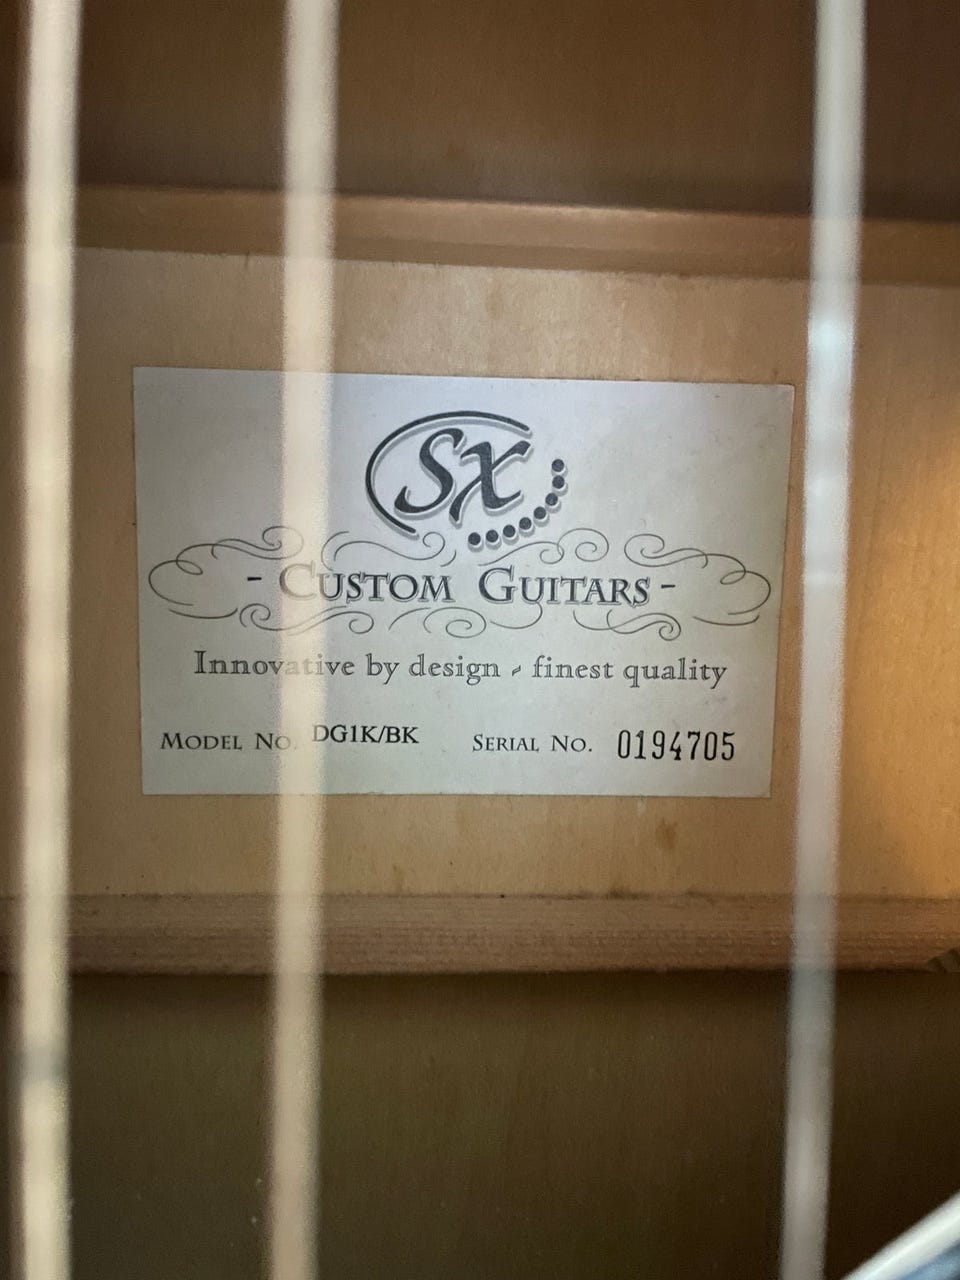 SX
- CUSTOM GUITARS -
Innovative by design - finest quality
MODEL NO. DG1K/BK SERIAL NO. 0194705